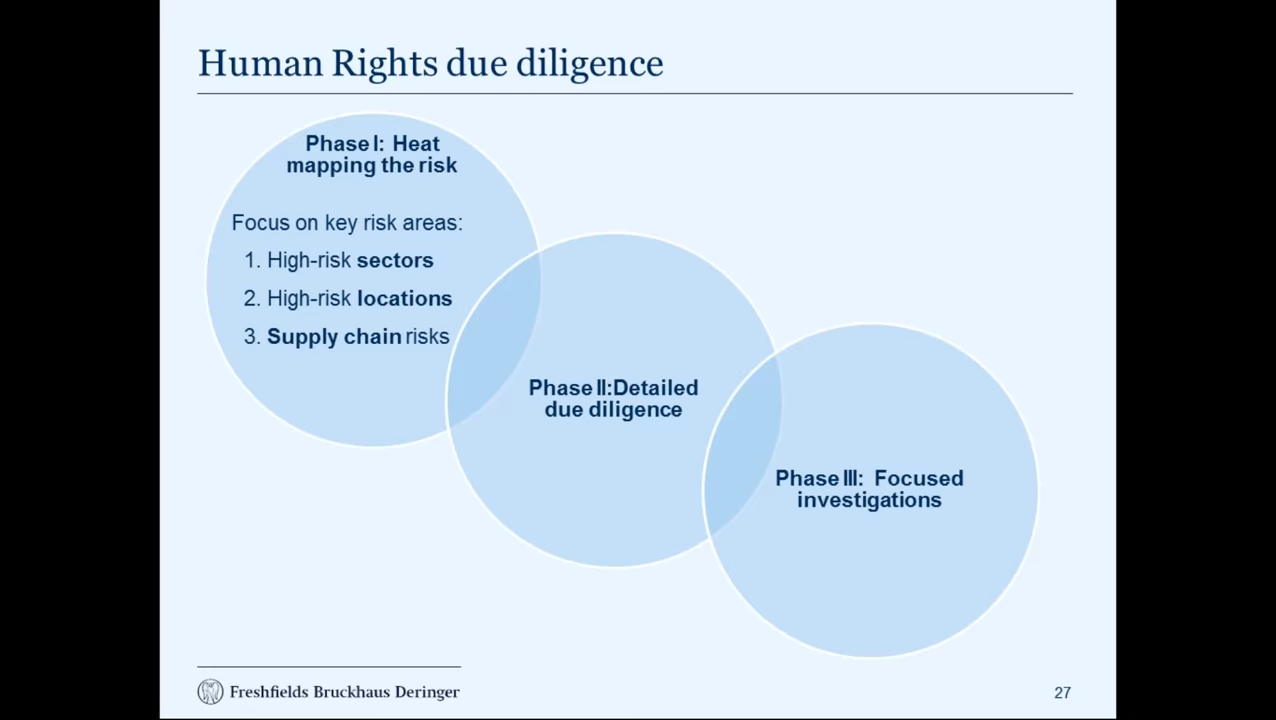 Human Rights due diligence
Phase I: Heat
mapping the risk
Focus on key risk areas:
1. High-risk sectors
2. High-risk locations
3. Supply chain risks
Phase II:Detailed
due diligence
Phase III: Focused
investigations
Freshfields Bruckhaus Deringer
27